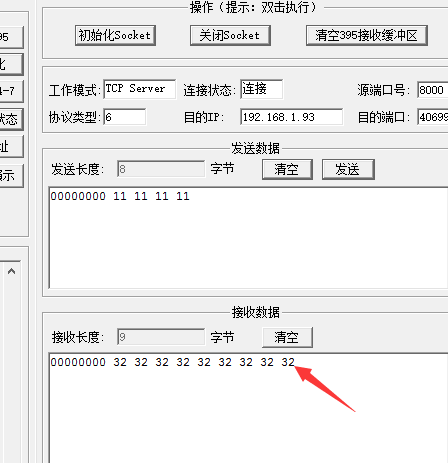 操作（提示：双击执行）
95
初始化Socket 关闭Socket 清空395接收缓冲区
化
工作模式: TCP Server 连接状态: 连接 源端口号: 8000
4-7
协议类型: 6 目的IP: 192.168.1.93 目的端口: 40699
状态
发送数据
址
发送长度: 8 字节 清空 发送
示
00000000 11 11 11 11
接收数据
接收长度: 9 字节 清空
00000000 32 32 32 32 32 32 32 32 32